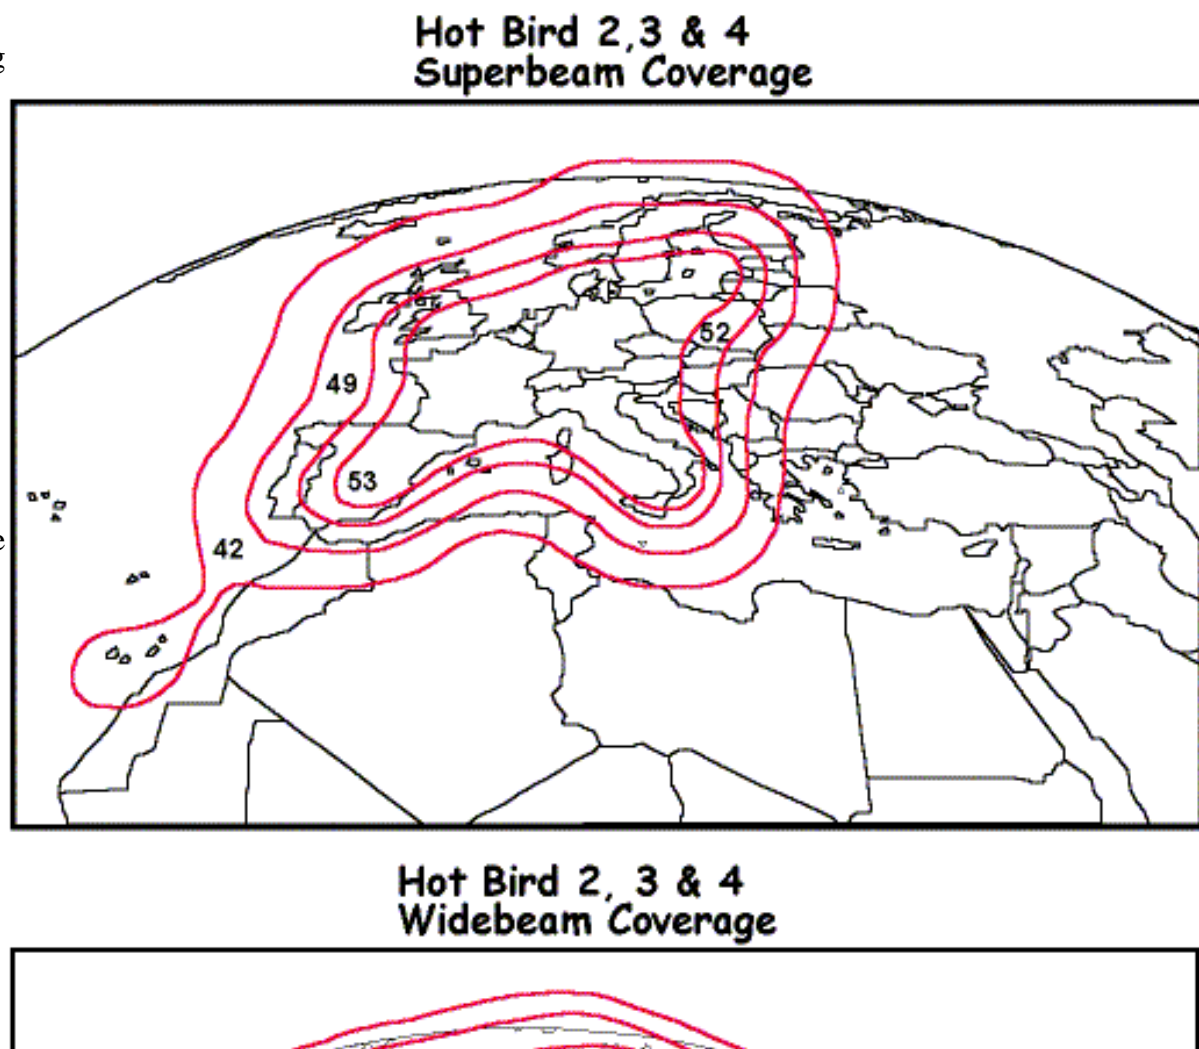 Hot Bird 2,3 & 4
Superbeam Coverage
52
49
53
42
Hot Bird 2, 3 & 4
Widebeam Coverage